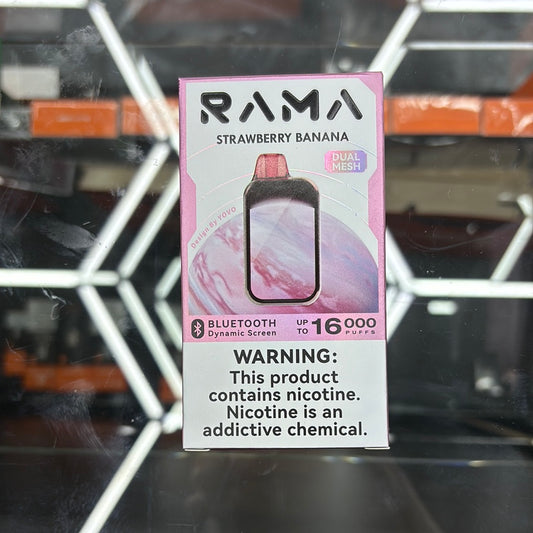 RAMA
STRAWBERRY BANANA
DUAL
MESH
Design By YOVO
BLUETOOTH
Dynamic Screen
UP
TO
16000
PUFFS
WARNING:
This product
contains nicotine.
Nicotine is an
addictive chemical.